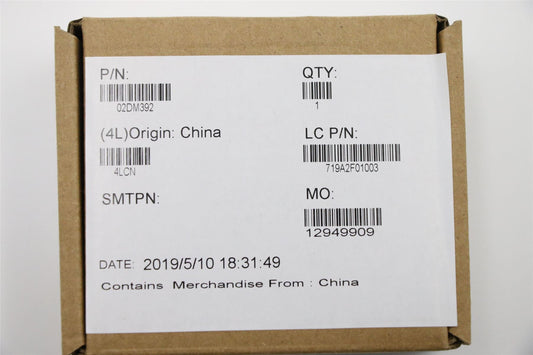 P/N:
QTY:
02DM392
1
(4L)Origin: China
LC P/N:
4LCN
719A2F01003
SMTPN:
MO:
12949909
DATE: 2019/5/10 18:31:49
Contains Merchandise From : China